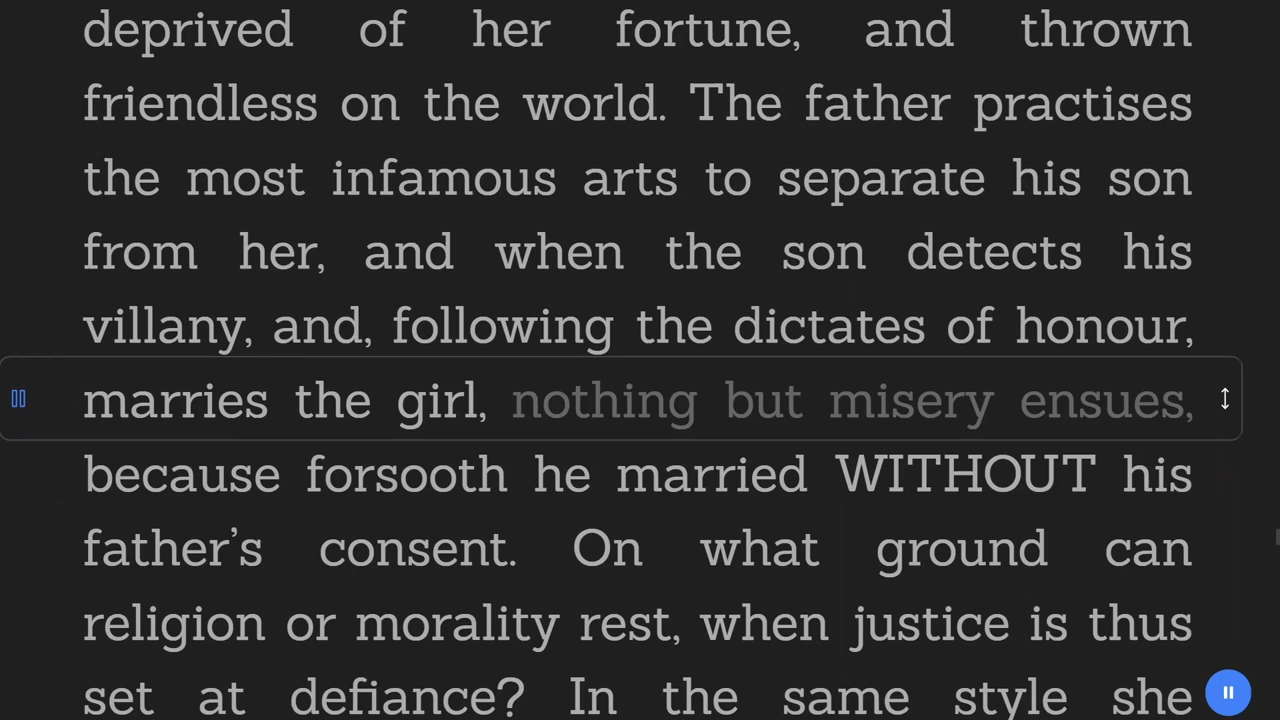 deprived of her fortune, and thrown
friendless on the world. The father practises
the most infamous arts to separate his son
from her, and when the son detects his
villany, and, following the dictates of honour,
marries the girl, nothing but misery ensues,
because forsooth he married WITHOUT his
father’s consent. On what ground can
religion or morality rest, when justice is thus
set at defiance? In the same style she